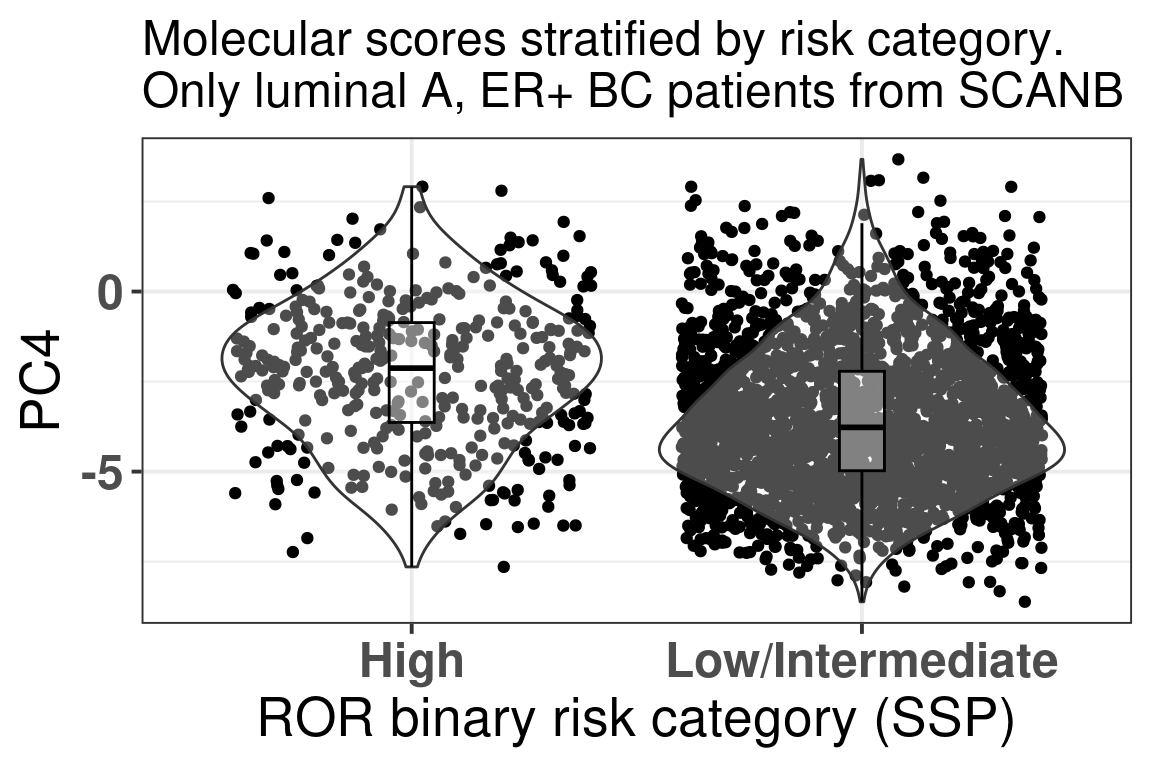 Molecular scores stratified by risk category.
Only luminal A, ER+ BC patients from SCANB
PC4
0
-5
High
Low/Intermediate
ROR binary risk category (SSP)